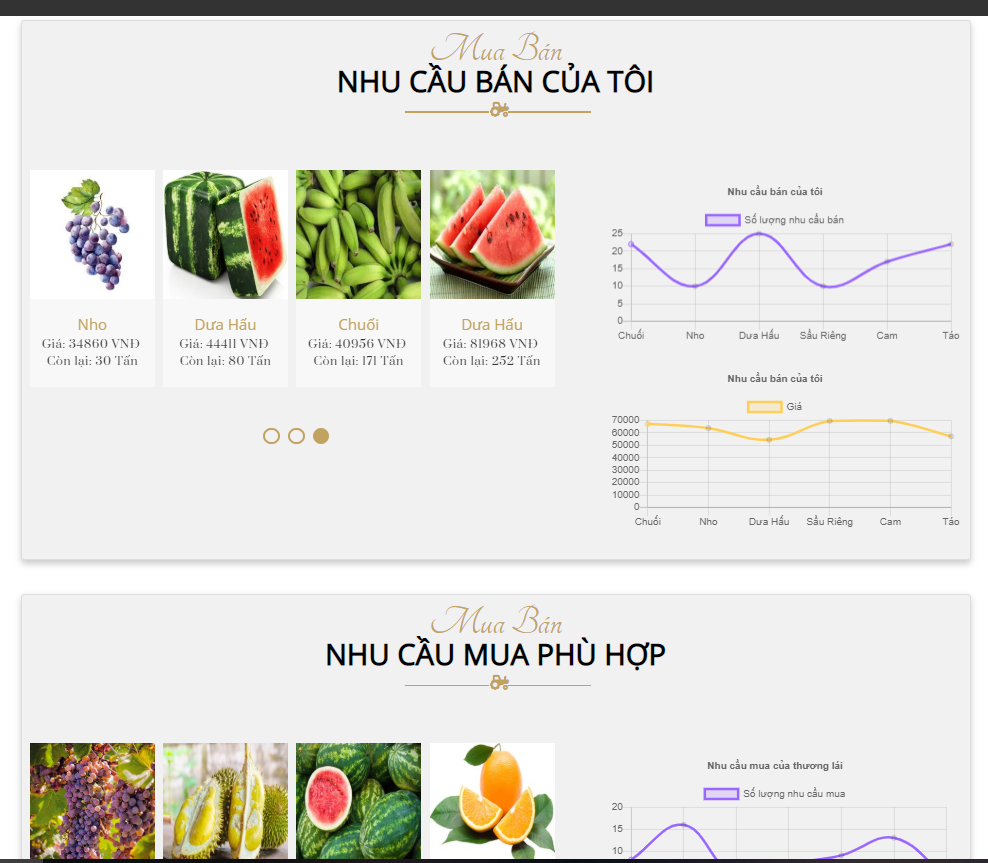 Mua Bán
NHU CẦU BÁN CỦA TÔI
Nho
Giá: 34860 VNĐ
Còn lại: 30 Tấn
Dưa Hấu
Giá: 44411 VNĐ
Còn lại: 80 Tấn
Chuối
Giá: 40956 VNĐ
Còn lại: 171 Tấn
Dưa Hấu
Giá: 81968 VNĐ
Còn lại: 252 Tấn
Nhu cầu bán của tôi
Số lượng nhu cầu bán
25
20
15
10
5
0
Chuối Nho Dưa Hấu Sầu Riêng Cam Táo
Nhu cầu bán của tôi
Giá
70000
60000
50000
40000
30000
20000
10000
0
Chuối Nho Dưa Hấu Sầu Riêng Cam Táo
Mua Bán
NHU CẦU MUA PHÙ HỢP
Nhu cầu mua của thương lái
Số lượng nhu cầu mua
20
15
10